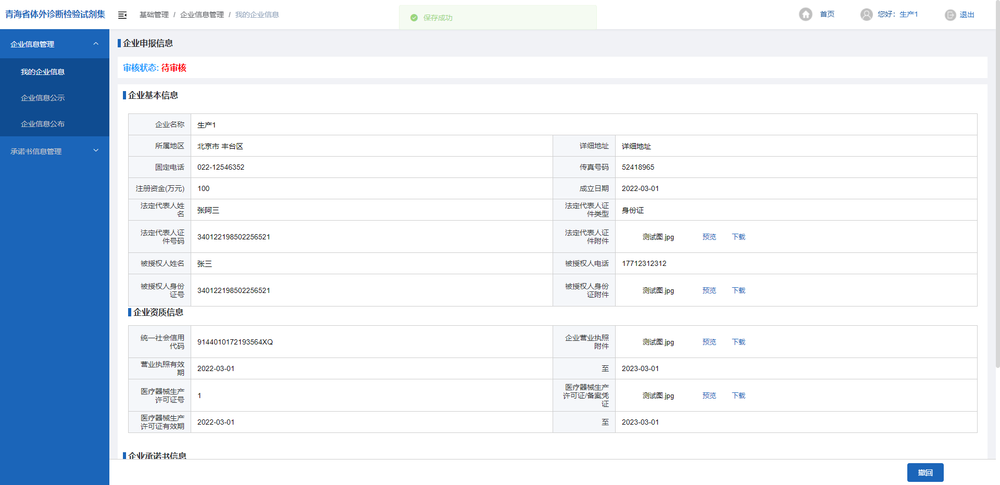 青海省体外诊断检验试剂集
基础管理 / 企业信息管理 / 我的企业信息
保存成功
首页
您好：生产1
退出
企业信息管理
我的企业信息
企业信息公示
企业信息公布
承诺书信息管理
企业申报信息
审核状态: 待审核
企业基本信息
企业名称 生产1
所属地区 北京市 丰台区 详细地址 详细地址
固定电话 022-12546352 传真号码 52418965
注册资金(万元) 100 成立日期 2022-03-01
法定代表人姓
名
张阿三
法定代表人证
件类型
身份证
法定代表人证
件号码
340122198502256521
法定代表人证
件附件
测试图.jpg 预览 下载
被授权人姓名 张三 被授权人电话 17712312312
被授权人身份
证号
340122198502256521
被授权人身份
证附件
测试图.jpg 预览 下载
企业资质信息
统一社会信用
代码
9144010172193564XQ
企业营业执照
附件
测试图.jpg 预览 下载
营业执照有效
期
2022-03-01 至 2023-03-01
医疗器械生产
许可证号
1
医疗器械生产
许可证/备案凭
证
测试图.jpg 预览 下载
医疗器械生产
许可证有效期
2022-03-01 至 2023-03-01
企业承诺书信息
撤回